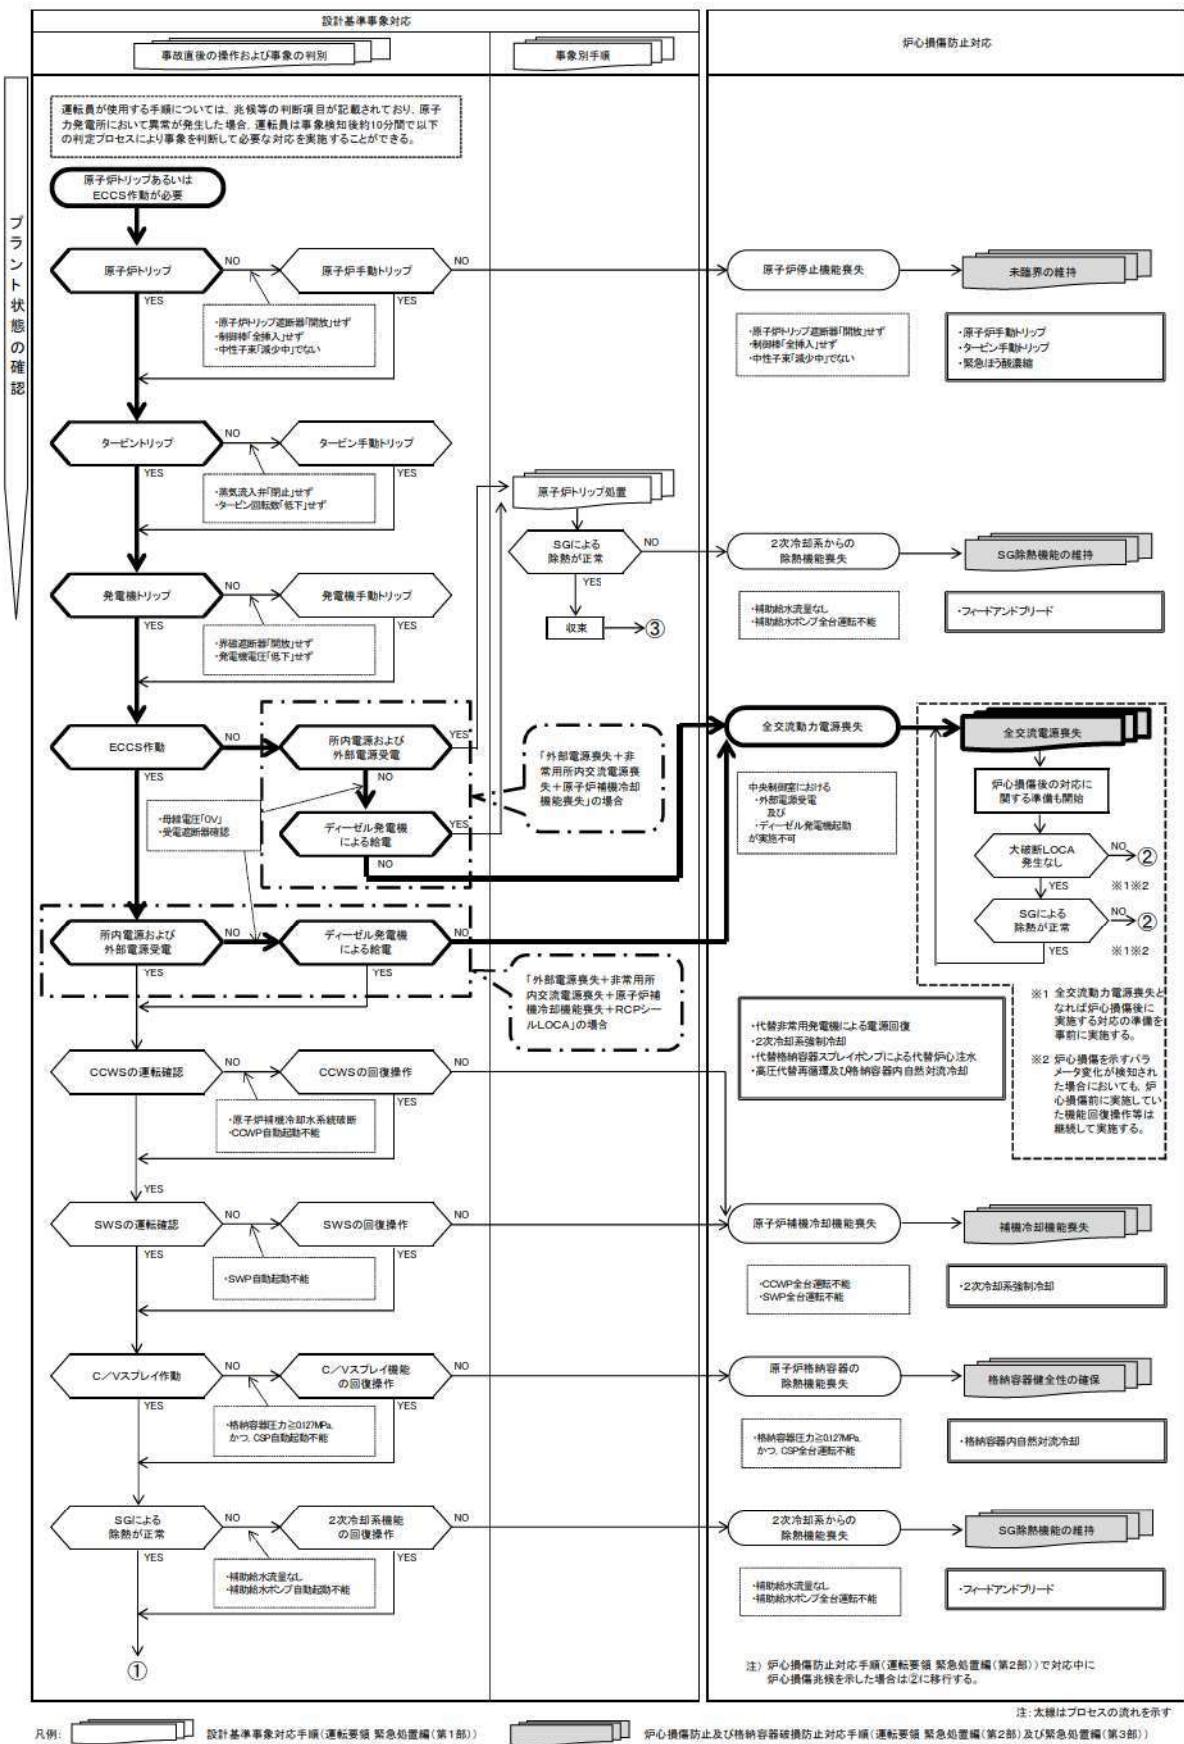 設計基準事象対応
炉心損傷防止対応
事故直後の操作および事象の判別
事象別手順
プラント状態の確認
運転員が使用する手順については、兆候等の判断項目が記載されており、原子
力発電所において異常が発生した場合、運転員は事象検知後約10分間で以下
の判定プロセスにより事象を判断して必要な対応を実施することができる。
原子炉トリップあるいは
ECCS作動が必要
原子炉トリップ
NO
YES
原子炉手動トリップ
NO
YES
・原子炉トリップ遮断器「開放」せず
・制御棒「全挿入」せず
・中性子束「減少中」でない
原子炉停止機能喪失
未臨界の維持
・原子炉トリップ遮断器「開放」せず
・制御棒「全挿入」せず
・中性子束「減少中」でない
・原子炉手動トリップ
・タービン手動トリップ
・緊急ほう酸濃縮
タービントリップ
NO
YES
タービン手動トリップ
YES
・蒸気流入弁「閉止」せず
・タービン回転数「低下」せず
原子炉トリップ処置
SGによる
除熱が正常
NO
YES
収束
③
2次冷却系からの
除熱機能喪失
SG除熱機能の維持
・補助給水流量なし
・補助給水ポンプ全台運転不能
・フィードアンドブリード
発電機トリップ
NO
YES
発電機手動トリップ
YES
・界磁遮断器「開放」せず
・発電機電圧「低下」せず
ECCS作動
NO
YES
所内電源および
外部電源受電
YES
NO
ディーゼル発電機
による給電
YES
NO
・母線電圧「0V」
・受電遮断器確認
「外部電源喪失＋非
常用所内交流電源喪
失＋原子炉補機冷却
機能喪失」の場合
全交流動力電源喪失
全交流電源喪失
中央制御室における
・外部電源受電
及び
・ディーゼル発電機起動
が実施不可
炉心損傷後の対応に
関する準備も開始
大破断LOCA
発生なし
NO
②
YES
※1※2
SGによる
除熱が正常
NO
②
YES
※1※2
所内電源および
外部電源受電
NO
YES
ディーゼル発電機
による給電
NO
YES
「外部電源喪失＋非常用所
内交流電源喪失＋原子炉補
機冷却機能喪失＋RCPシー
ルLOCA」の場合
・代替非常用発電機による電源回復
・2次冷却系強制冷却
・代替格納容器スプレイポンプによる代替炉心注水
・高圧代替再循環及び格納容器内自然対流冷却
※1 全交流動力電源喪失と
なれば炉心損傷後に
実施する対応の準備を
事前に実施する。
※2 炉心損傷を示すパラ
メータ変化が検知され
た場合においても、炉
心損傷前に実施してい
た機能回復操作等は
継続して実施する。
CCWSの運転確認
NO
YES
CCWSの回復操作
NO
YES
・原子炉補機冷却水系統破断
・CCWP自動起動不能
SWSの運転確認
NO
YES
SWSの回復操作
NO
YES
・SWP自動起動不能
原子炉補機冷却機能喪失
補機冷却機能喪失
・CCWP全台運転不能
・SWP全台運転不能
・2次冷却系強制冷却
C／Vスプレイ作動
NO
YES
C／Vスプレイ機能
の回復操作
NO
YES
・格納容器圧力≧0.127MPa、
かつ、CSP自動起動不能
原子炉格納容器の
除熱機能喪失
格納容器健全性の確保
・格納容器圧力≧0.127MPa、
かつ、CSP全台運転不能
・格納容器内自然対流冷却
SGによる
除熱が正常
NO
YES
2次冷却系機能
の回復操作
NO
YES
・補助給水流量なし
・補助給水ポンプ自動起動不能
2次冷却系からの
除熱機能喪失
SG除熱機能の維持
・補助給水流量なし
・補助給水ポンプ全台運転不能
・フィードアンドブリード
①
注） 炉心損傷防止対応手順（運転要領 緊急処置編（第2部））で対応中に
炉心損傷兆候を示した場合は②に移行する。
注：太線はプロセスの流れを示す
凡例：
設計基準事象対応手順（運転要領 緊急処置編（第1部））
炉心損傷防止及び格納容器破損防止対応手順（運転要領 緊急処置編（第2部）及び緊急処置編（第3部））